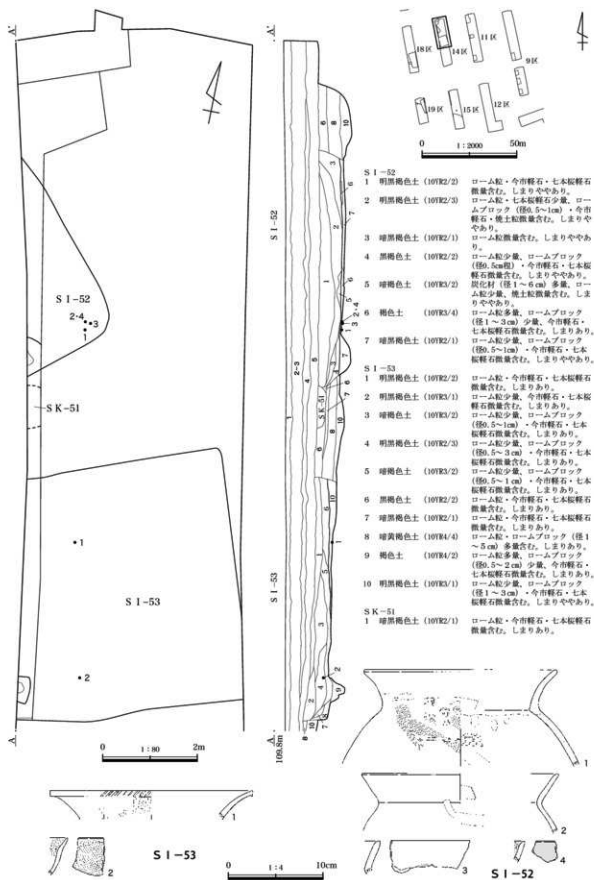 A'
A'
18区
14区
11区
9区
19区
15区
12区
0
50m
1:2000
S I -52
1 明黒褐色土 (10YR2/2) ローム粒・今市軽石・七本桜軽石
微量含む。しまりややあり。
2 明黒褐色土 (10YR2/3) ローム粒・七本桜軽石少量、ロー
ムブロック (径0.5～1cm)・今市
軽石・焼土粒微量含む。しまりや
やあり。
3 暗黒褐色土 (10YR2/1) ローム粒微量含む。しまりややあ
り。
4 黒褐色土 (10YR2/2) ローム粒少量、ロームブロック
(径0.5cm程)・今市軽石・七本桜
軽石微量含む。しまりややあり。
5 暗褐色土 (10YR3/2) 炭化材 (径1～6cm) 多量、ロー
ム粒少量、焼土粒微量含む。しま
りややあり。
6 褐色土 (10YR3/4) ローム粒多量、ロームブロック
(径1～3cm) 少量、今市軽石・
七本桜軽石微量含む。しまりあり。
7 暗黒褐色土 (10YR2/1) ローム粒少量、ロームブロック
(径0.5～1cm)・今市軽石・七本
桜軽石微量含む。しまりややあり。
S I -53
1 明黒褐色土 (10YR2/2) ローム粒・今市軽石・七本桜軽石
微量含む。しまりあり。
2 明黒褐色土 (10YR3/1) ローム粒少量、今市軽石・七本桜
軽石微量含む。しまりあり。
3 暗褐色土 (10YR3/2) ローム粒少量、ロームブロック
(径0.5～1cm)・今市軽石・七本
桜軽石微量含む。しまりあり。
4 明黒褐色土 (10YR2/3) ローム粒少量、ロームブロック
(径0.5～3cm)・今市軽石・七本
桜軽石微量含む。しまりあり。
5 暗褐色土 (10YR3/2) ローム粒少量、ロームブロック
(径0.5～1cm)・今市軽石・七本
桜軽石微量含む。しまりあり。
6 黒褐色土 (10YR2/2) ローム粒・今市軽石・七本桜軽石
微量含む。しまりあり。
7 暗黒褐色土 (10YR2/1) ローム粒・今市軽石・七本桜軽石
微量含む。しまりあり。
8 暗黄褐色土 (10YR4/4) ローム粒・ロームブロック (径1
～5cm) 多量含む。しまりあり。
9 褐色土 (10YR4/2) ローム粒多量、ロームブロック
(径0.5～2cm) 少量、今市軽石・
七本桜軽石微量含む。しまりあり。
10 明黒褐色土 (10YR3/1) ローム粒少量、ロームブロック
(径1～3cm)・今市軽石・七本
桜軽石微量含む。しまりややあり。
SK-51
1 暗黒褐色土 (10YR2/1) ローム粒・今市軽石・七本桜軽石
微量含む。しまりあり。
S I -52
2・4
3
1
SK-51
1
S I -53
2
A
0
1:80
2m
S I -52
S I -53
SK-51
2・4
3
1
2-3
109.8m
A
1
2
S I -53
0
1:4
10cm
1
2
3
4
S I -52